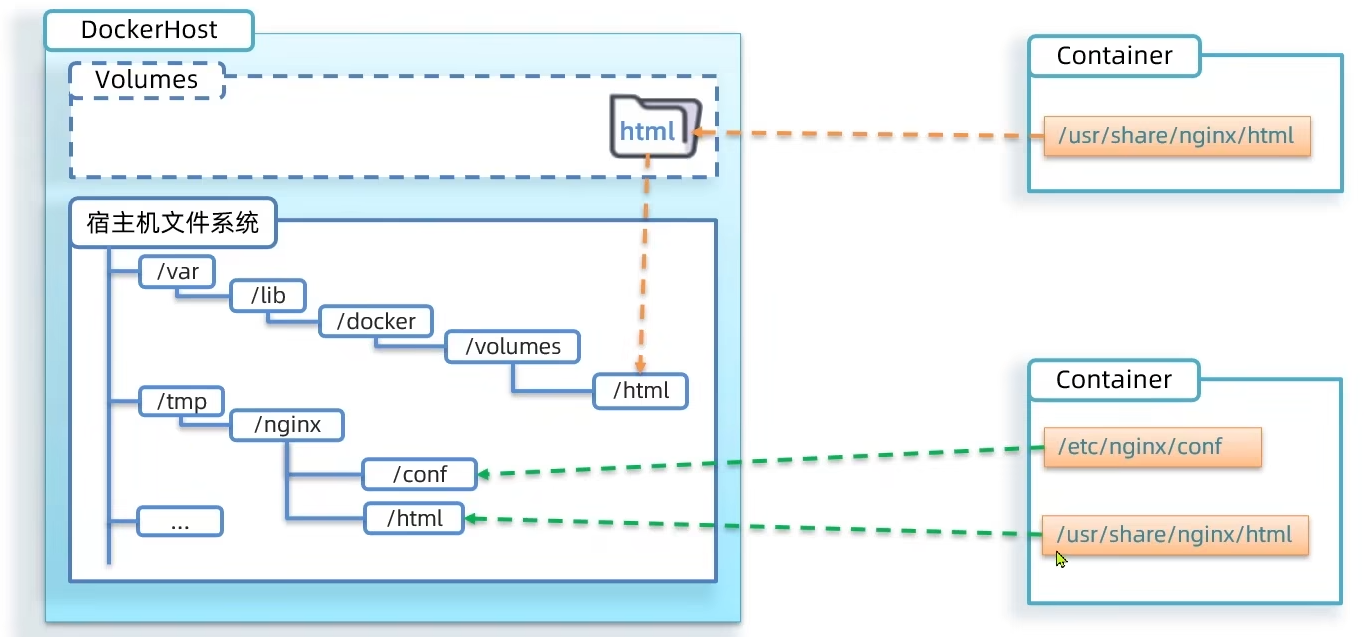 DockerHost
Volumes
html
宿主机文件系统
/var
/lib
/docker
/volumes
/html
/tmp
/nginx
/conf
/html
...
Container
/usr/share/nginx/html
Container
/etc/nginx/conf
/usr/share/nginx/html